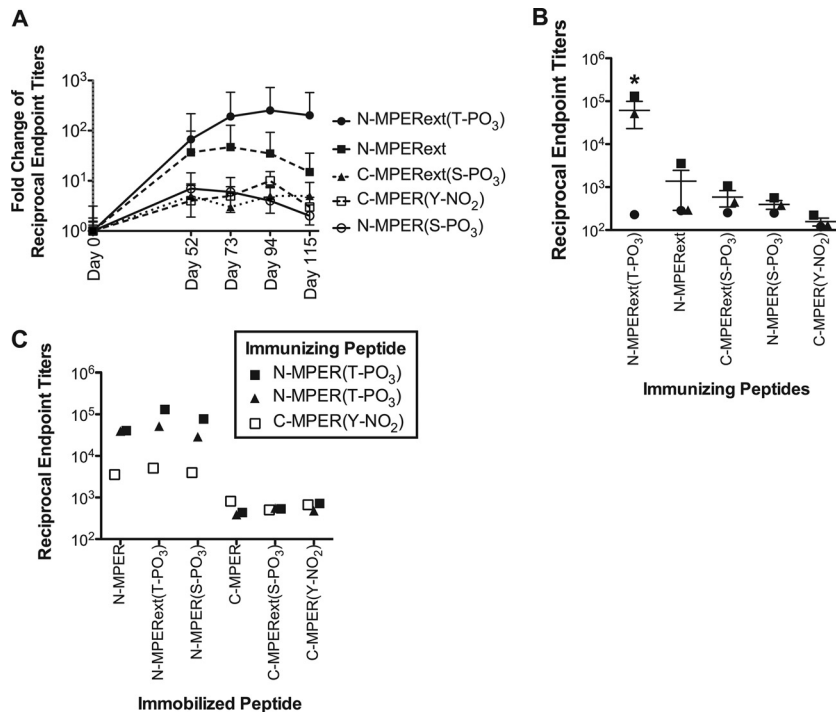 A
Fold Change of
Reciprocal Endpoint Titers
10³
10²
10¹
10⁰
Day 0
Day 52
Day 73
Day 94
Day 115
N-MPERext(T-PO₃)
N-MPERext
C-MPERext(S-PO₃)
C-MPER(Y-NO₂)
N-MPER(S-PO₃)
B
Reciprocal Endpoint Titers
10⁶
10⁵
10⁴
10³
10²
*
N-MPERext(T-PO₃)
N-MPERext
C-MPERext(S-PO₃)
N-MPER(S-PO₃)
C-MPER(Y-NO₂)
Immunizing Peptides
C
Reciprocal Endpoint Titers
10⁶
10⁵
10⁴
10³
10²
Immunizing Peptide
N-MPER(T-PO₃)
N-MPER(T-PO₃)
C-MPER(Y-NO₂)
N-MPER
N-MPERext(T-PO₃)
N-MPER(S-PO₃)
C-MPER
C-MPERext(S-PO₃)
C-MPER(Y-NO₂)
Immobilized Peptide